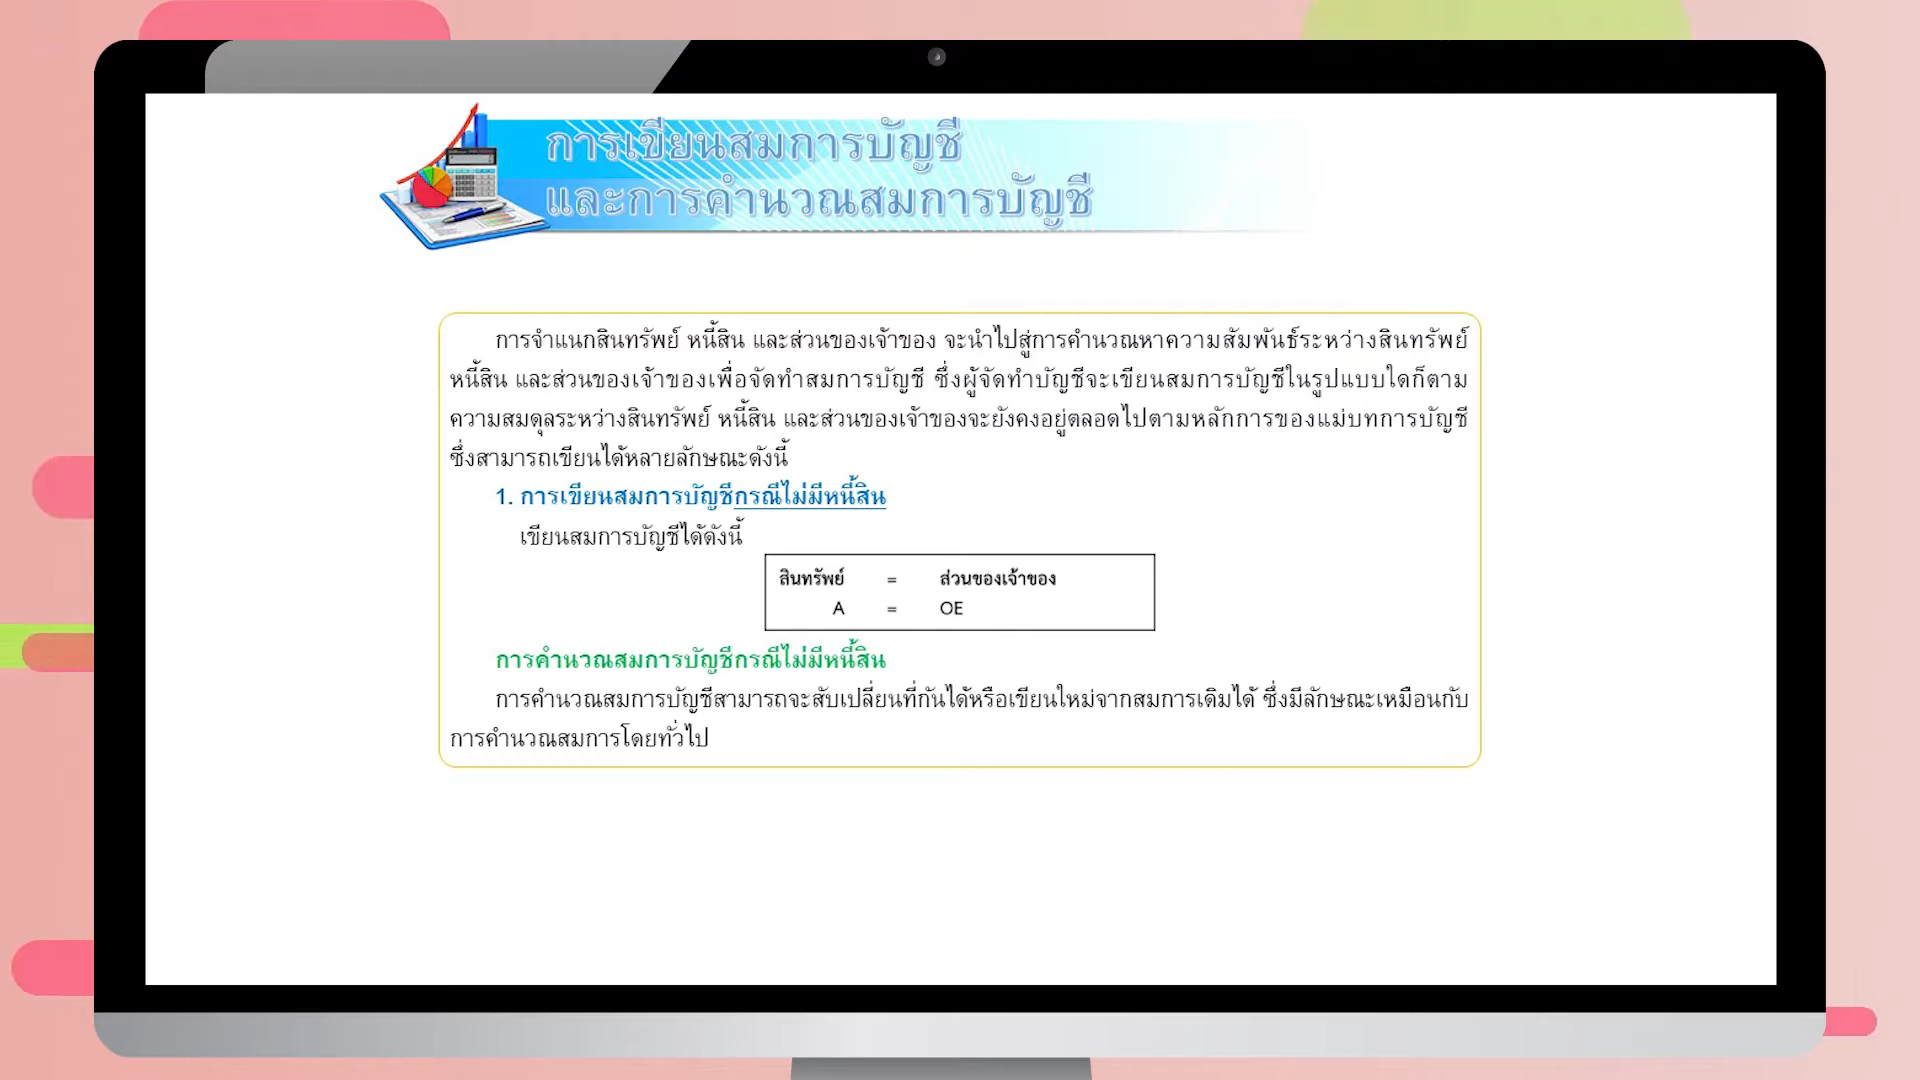 การเขียนสมการบัญชี
และการคำนวณสมการบัญชี
การจำแนกสินทรัพย์ หนี้สิน และส่วนของเจ้าของ จะนำไปสู่การคำนวณหาความสัมพันธ์ระหว่างสินทรัพย์
หนี้สิน และส่วนของเจ้าของเพื่อจัดทำสมการบัญชี ซึ่งผู้จัดทำบัญชีจะเขียนสมการบัญชีในรูปแบบใดก็ตาม
ความสมดุลระหว่างสินทรัพย์ หนี้สิน และส่วนของเจ้าของจะยังคงอยู่ตลอดไปตามหลักการของแม่บทการบัญชี
ซึ่งสามารถเขียนได้หลายลักษณะดังนี้
1. การเขียนสมการบัญชีกรณีไม่มีหนี้สิน
เขียนสมการบัญชีได้ดังนี้
สินทรัพย์ = ส่วนของเจ้าของ
A = OE
การคำนวณสมการบัญชีกรณีไม่มีหนี้สิน
การคำนวณสมการบัญชีสามารถจะสับเปลี่ยนที่กันได้หรือเขียนใหม่จากสมการเดิมได้ ซึ่งมีลักษณะเหมือนกับ
การคำนวณสมการโดยทั่วไป